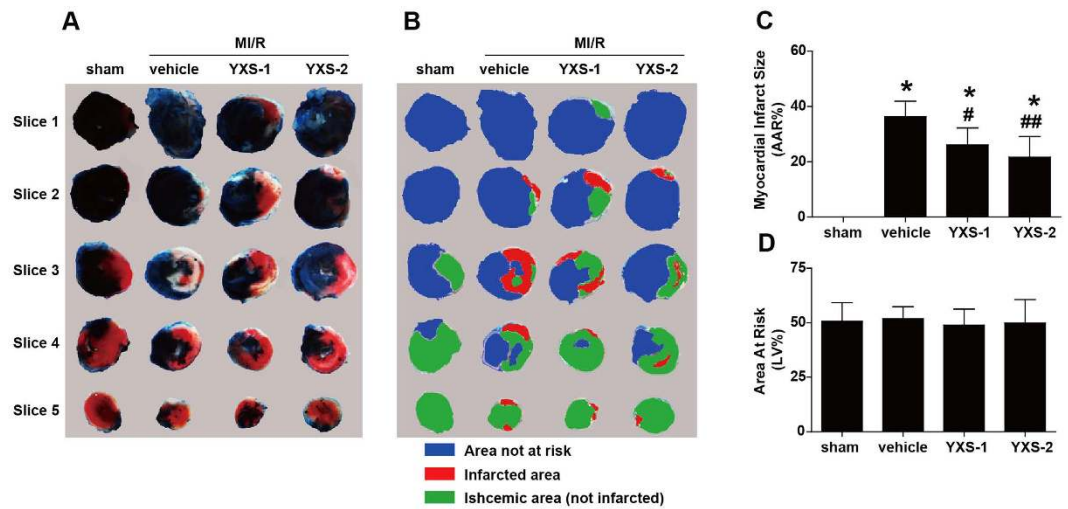 A
MI/R
sham vehicle YXS-1 YXS-2
Slice 1
Slice 2
Slice 3
Slice 4
Slice 5
B
MI/R
sham vehicle YXS-1 YXS-2
Area not at risk
Infarcted area
Ishcemic area (not infarcted)
C
Myocardial Infarct Size
(AAR%)
60
40
20
0
*
*
#
*
##
sham vehicle YXS-1 YXS-2
D
Area At Risk
(LV%)
75
50
25
0
sham vehicle YXS-1 YXS-2